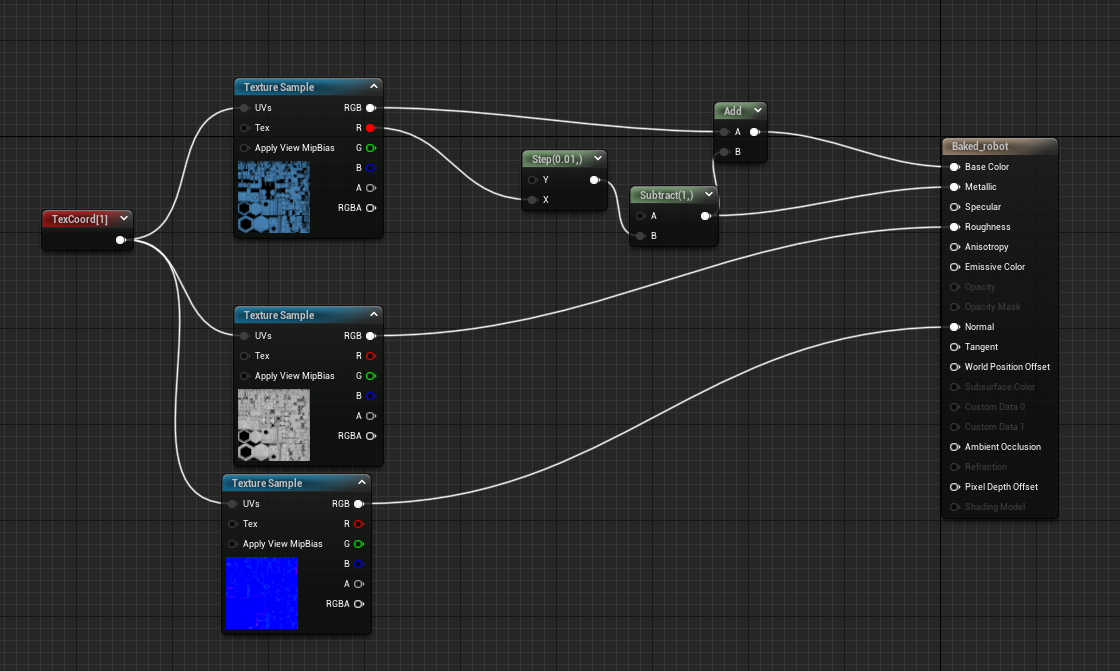 TexCoord[1]
Texture Sample
UVs
RGB
Tex
R
Apply View MipBias
G
B
A
RGBA
Step(0.01,)
Y
X
Subtract(1,)
A
B
Add
A
B
Texture Sample
UVs
RGB
Tex
R
Apply View MipBias
G
B
A
RGBA
Texture Sample
UVs
RGB
Tex
R
Apply View MipBias
G
B
A
RGBA
Baked_robot
Base Color
Metallic
Specular
Roughness
Anisotropy
Emissive Color
Opacity
Opacity Mask
Normal
Tangent
World Position Offset
Subsurface Color
Custom Data 0
Custom Data 1
Ambient Occlusion
Refraction
Pixel Depth Offset
Shading Model